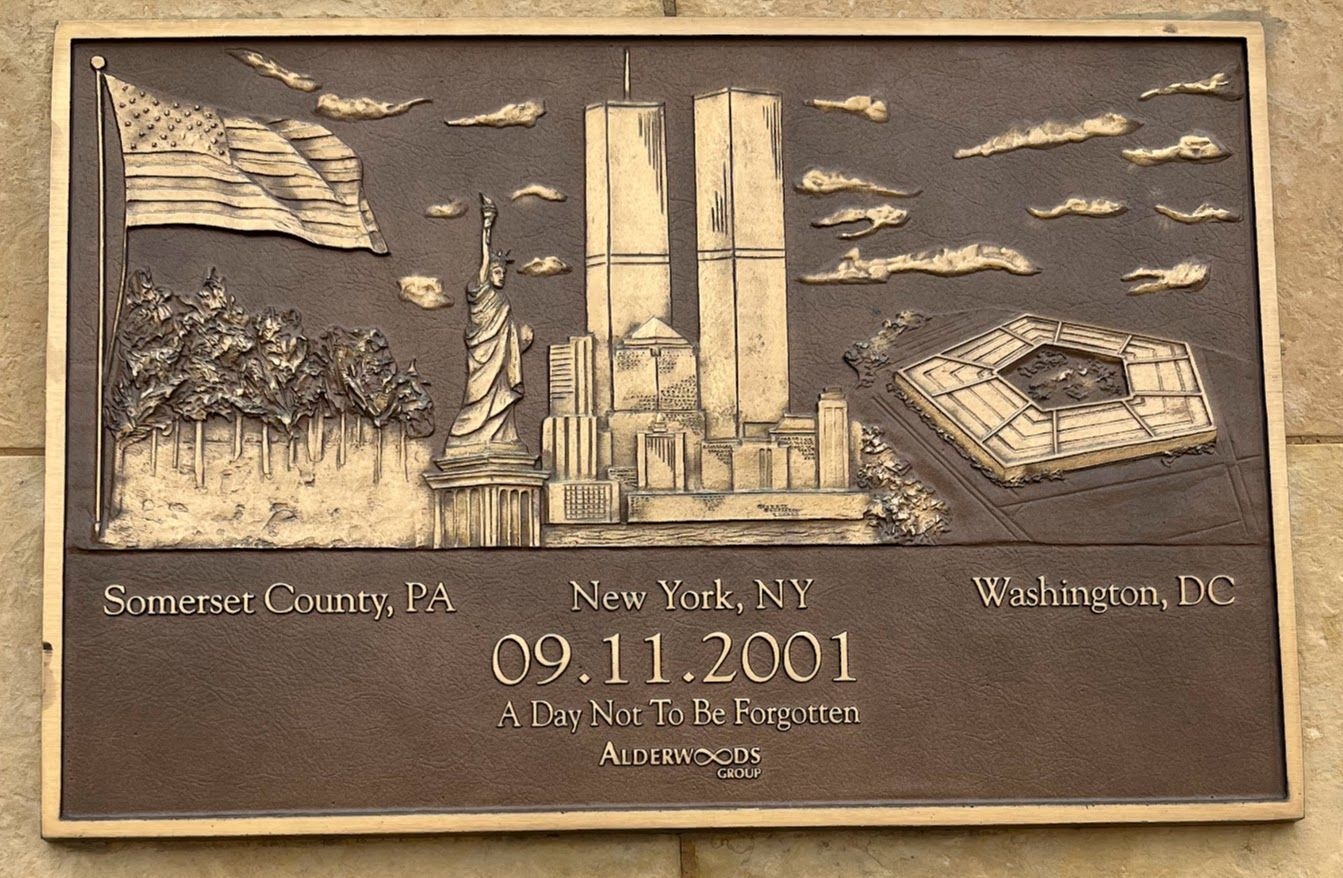 Somerset County, PA
New York, NY
Washington, DC
09.11.2001
A Day Not To Be Forgotten
ALDERWOODS
GROUP